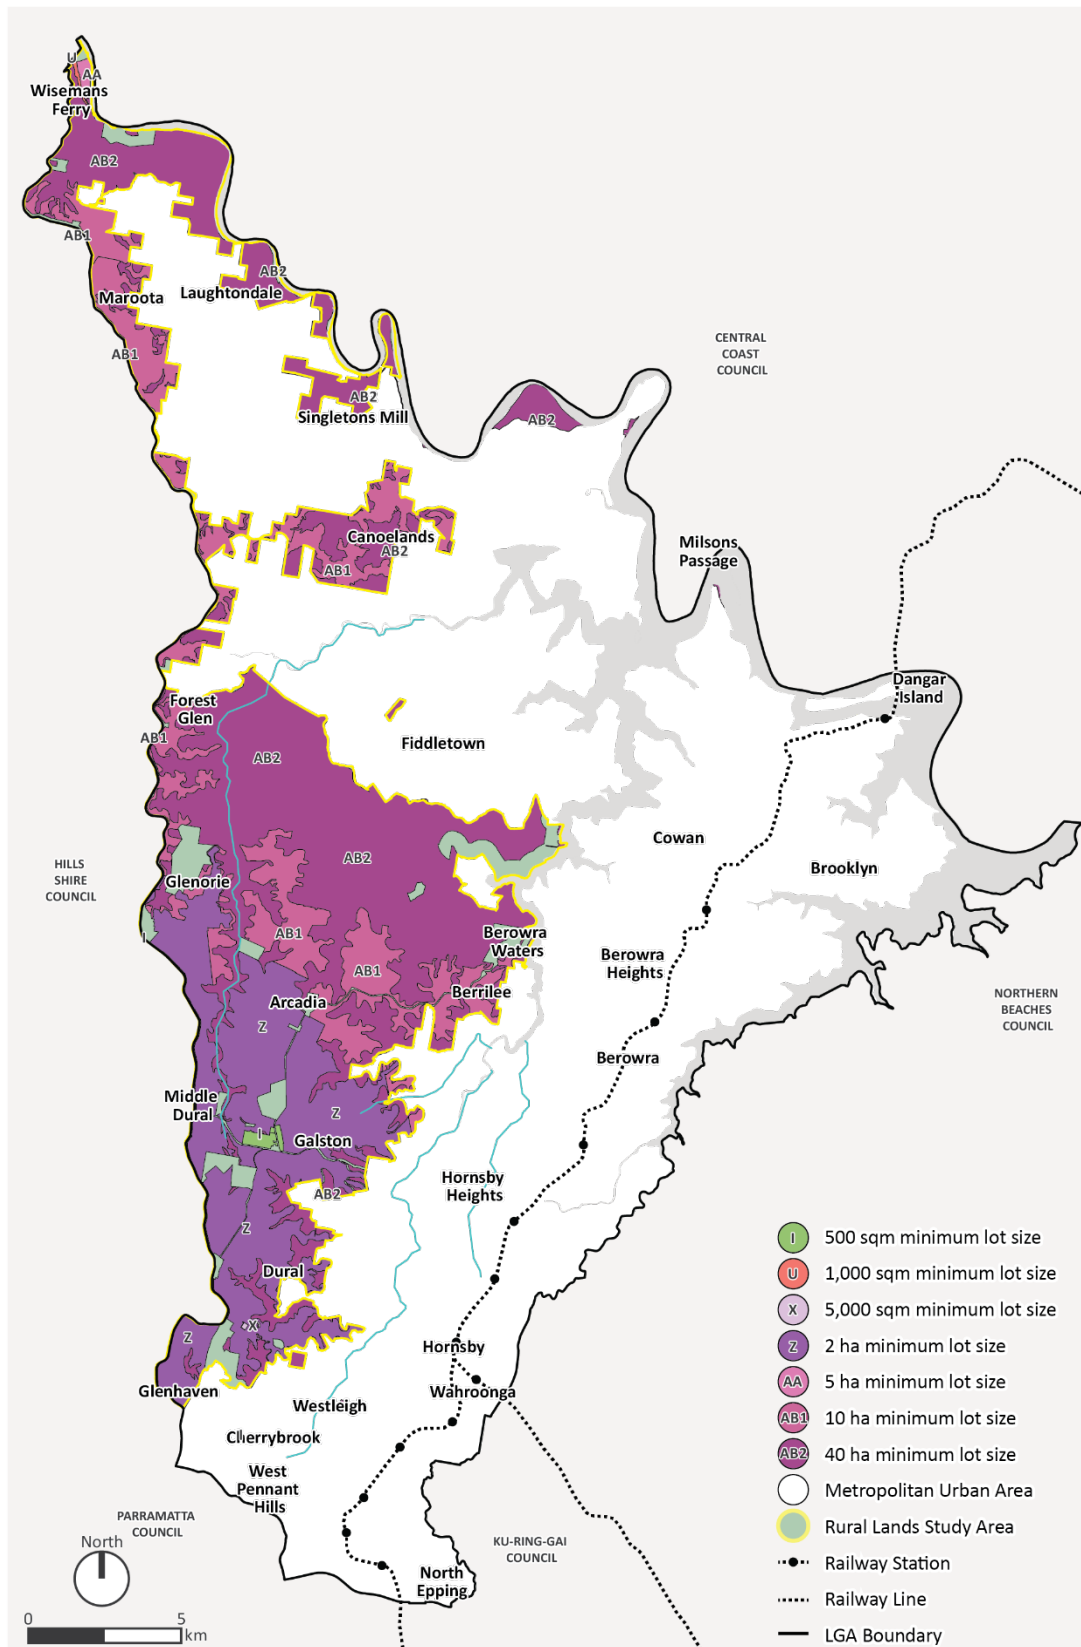 U
AA
Wisemans
Ferry
AB2
AB1
AB2
Laughtondale
Maroota
AB1
CENTRAL
COAST
COUNCIL
AB2
Singletons Mill
AB2
Canoelands
AB2
AB1
Milsons
Passage
Dangar
Island
Forest
Glen
AB1
AB2
Fiddletown
Cowan
Brooklyn
HILLS
SHIRE
COUNCIL
AB2
Glenorie
I
AB1
Berowra
Waters
AB1
Berowra
Heights
Berrilee
NORTHERN
BEACHES
COUNCIL
Arcadia
Z
Berowra
Middle
Dural
Z
I
Galston
Hornsby
Heights
AB2
Z
Dural
X
Z
Hornsby
Glenhaven
Wahroonga
Westleigh
Cherrybrook
West
Pennant
Hills
PARRAMATTA
COUNCIL
KU-RING-GAI
COUNCIL
North
Epping
I 500 sqm minimum lot size
U 1,000 sqm minimum lot size
X 5,000 sqm minimum lot size
Z 2 ha minimum lot size
AA 5 ha minimum lot size
AB1 10 ha minimum lot size
AB2 40 ha minimum lot size
Metropolitan Urban Area
Rural Lands Study Area
Railway Station
Railway Line
LGA Boundary
North
0 5
km